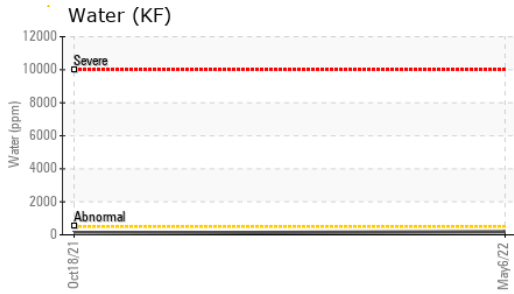 Water (KF)
12000
Severe
10000
8000
6000
4000
2000
Abnormal
0
Water (ppm)
Oct18/21
May6/22